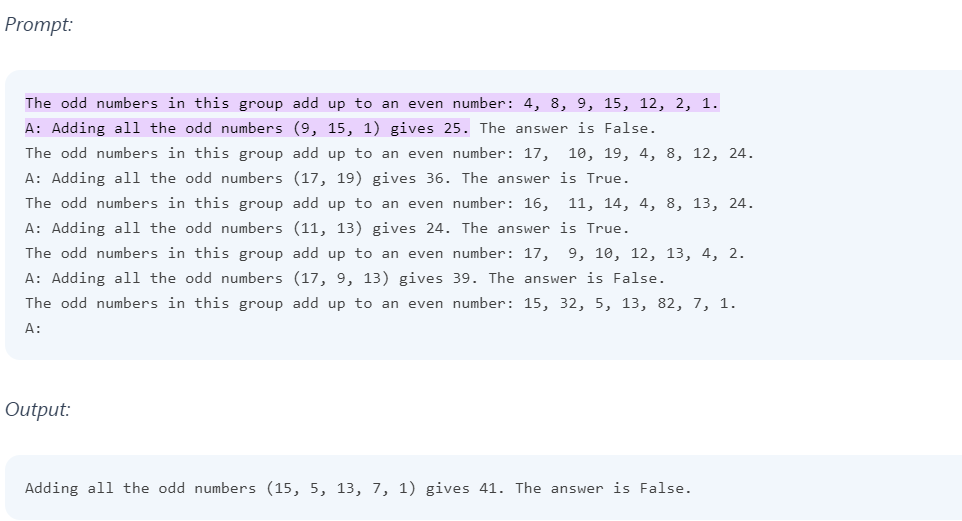 Prompt:
The odd numbers in this group add up to an even number: 4, 8, 9, 15, 12, 2, 1.
A: Adding all the odd numbers (9, 15, 1) gives 25. The answer is False.
The odd numbers in this group add up to an even number: 17,  10, 19, 4, 8, 12, 24.
A: Adding all the odd numbers (17, 19) gives 36. The answer is True.
The odd numbers in this group add up to an even number: 16,  11, 14, 4, 8, 13, 24.
A: Adding all the odd numbers (11, 13) gives 24. The answer is True.
The odd numbers in this group add up to an even number: 17,  9, 10, 12, 13, 4, 2.
A: Adding all the odd numbers (17, 9, 13) gives 39. The answer is False.
The odd numbers in this group add up to an even number: 15, 32, 5, 13, 82, 7, 1.
A:
Output:
Adding all the odd numbers (15, 5, 13, 7, 1) gives 41. The answer is False.